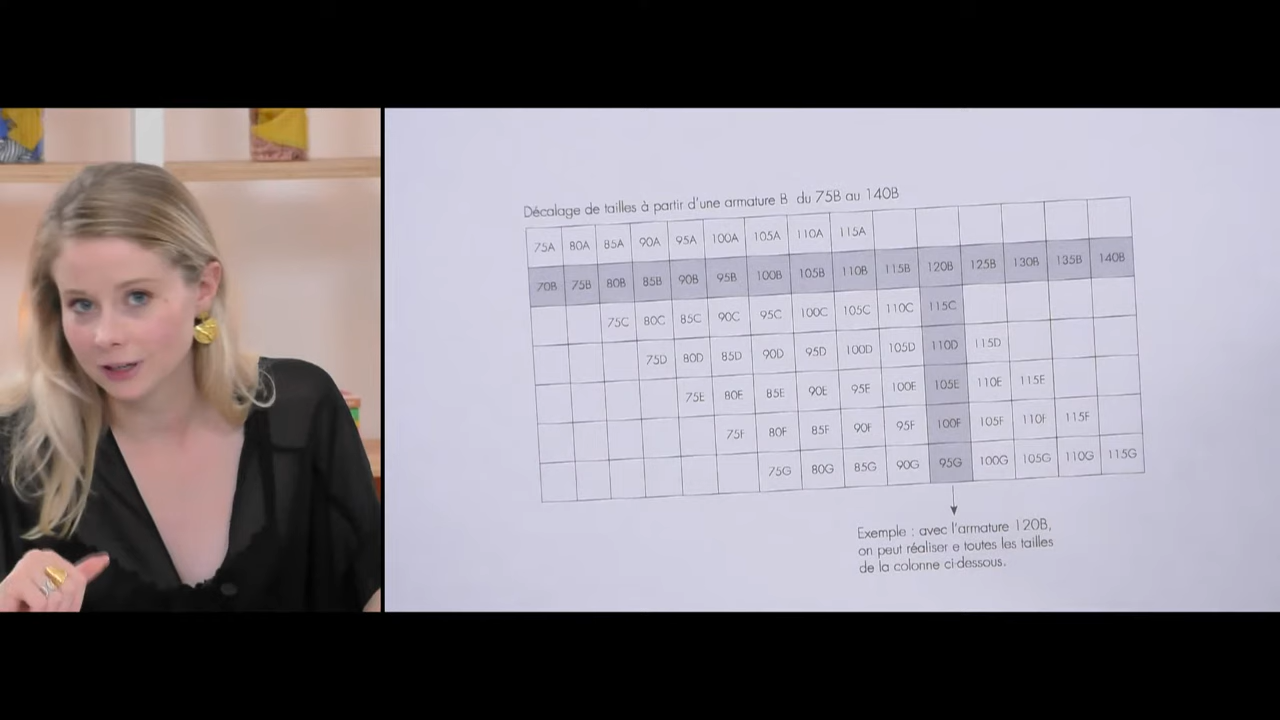 Décalage de tailles à partir d'une armature B du 75B au 140B
75A 80A 85A 90A 95A 100A 105A 110A 115A
70B 75B 80B 85B 90B 95B 100B 105B 110B 115B 120B 125B 130B 135B 140B
75C 80C 85C 90C 95C 100C 105C 110C 115C
75D 80D 85D 90D 95D 100D 105D 110D 115D
75E 80E 85E 90E 95E 100E 105E 110E 115E
75F 80F 85F 90F 95F 100F 105F 110F 115F
75G 80G 85G 90G 95G 100G 105G 110G 115G
Exemple : avec l'armature 120B,
on peut réaliser e toutes les tailles
de la colonne ci-dessous.